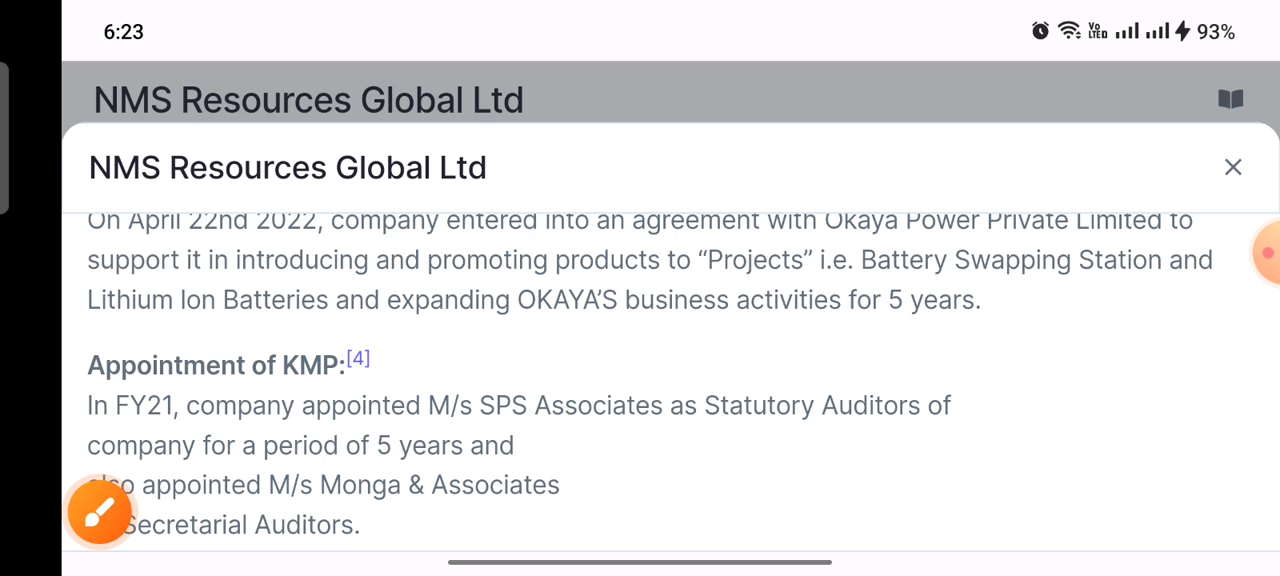 6:23
Vo LTED 93%
NMS Resources Global Ltd
NMS Resources Global Ltd
On April 22nd 2022, company entered into an agreement with Okaya Power Private Limited to
support it in introducing and promoting products to “Projects” i.e. Battery Swapping Station and
Lithium Ion Batteries and expanding OKAYA’S business activities for 5 years.
Appointment of KMP:[4]
In FY21, company appointed M/s SPS Associates as Statutory Auditors of
company for a period of 5 years and
also appointed M/s Monga & Associates
Secretarial Auditors.